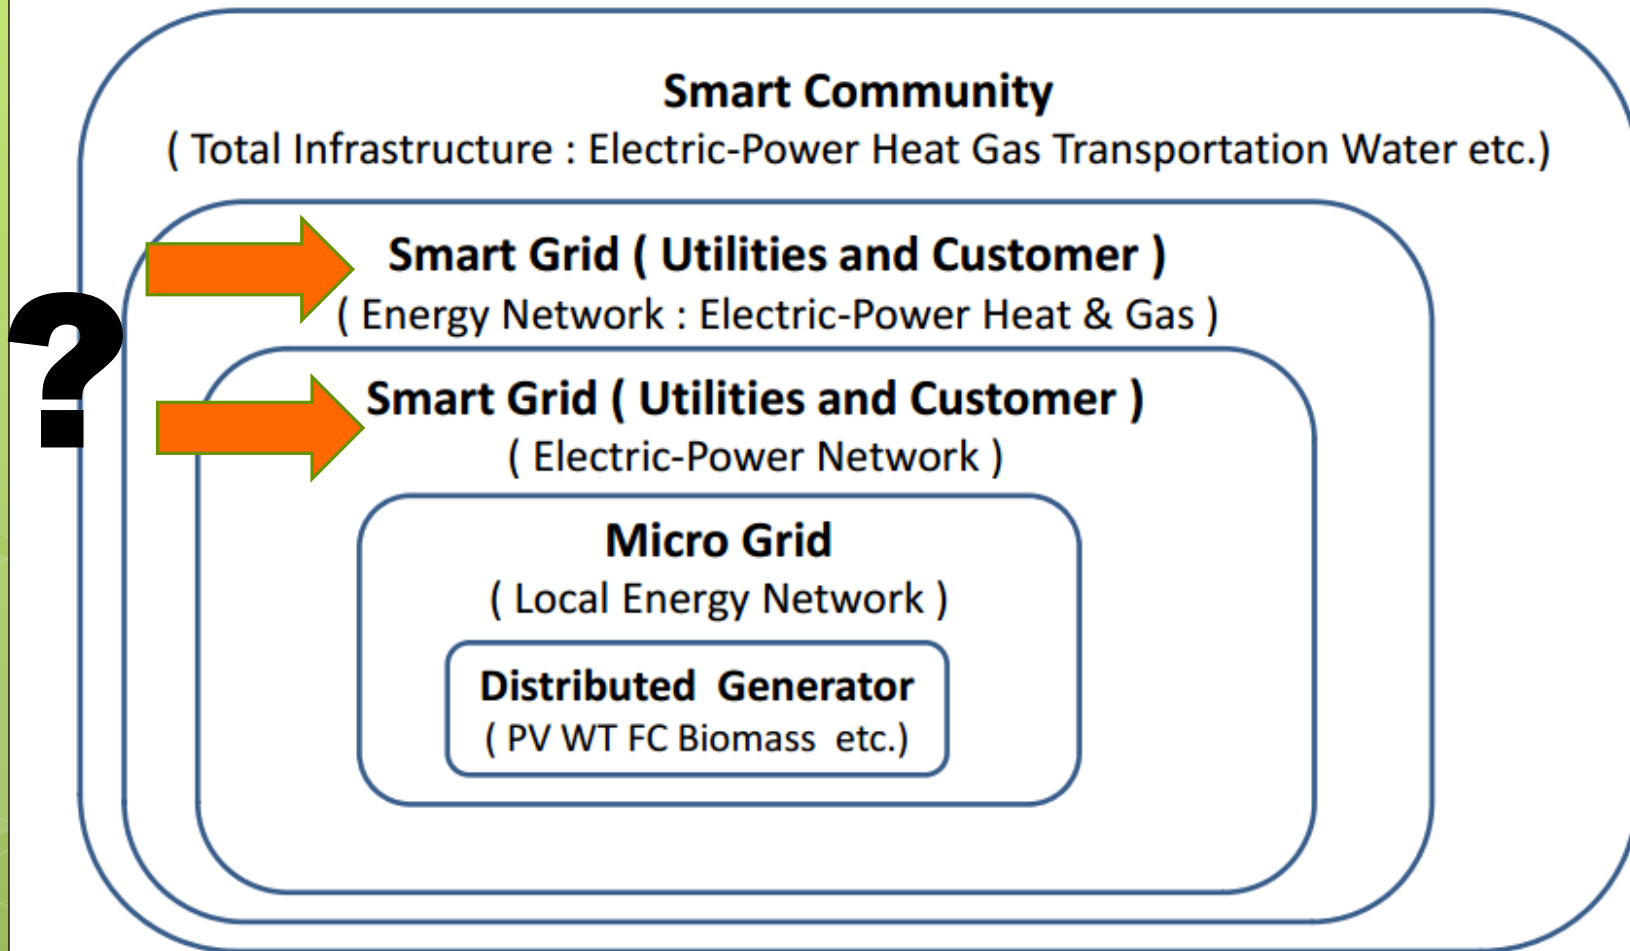 Smart Community
( Total Infrastructure : Electric-Power Heat Gas Transportation Water etc.)
Smart Grid ( Utilities and Customer )
( Energy Network : Electric-Power Heat & Gas )
?
Smart Grid ( Utilities and Customer )
( Electric-Power Network )
Micro Grid
( Local Energy Network )
Distributed Generator
( PV WT FC Biomass etc.)